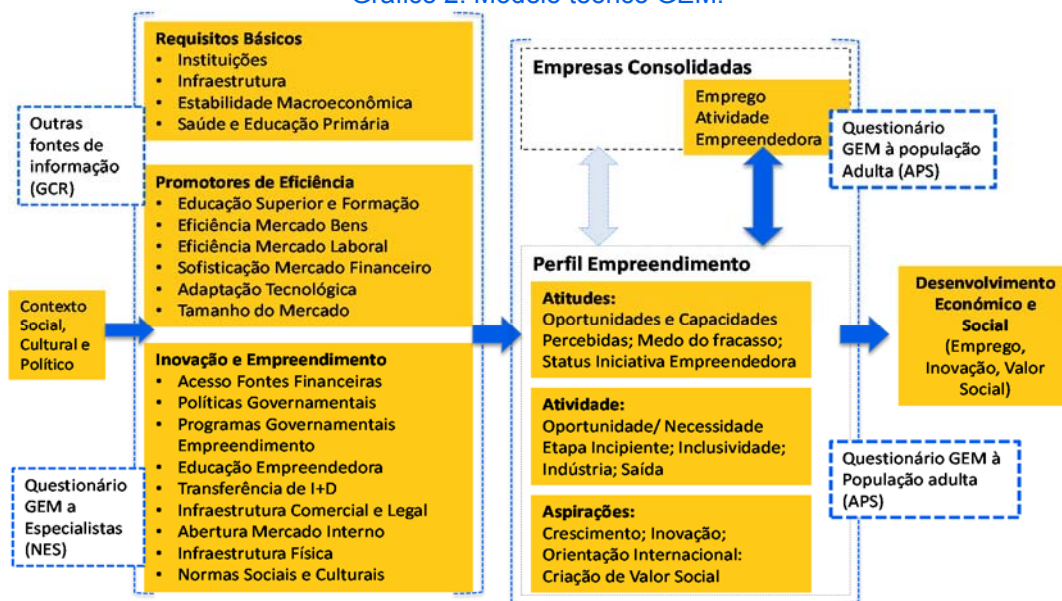 Gráfico 2. Modelo teórico GEM.
Requisitos Básicos
• Instituições
• Infraestrutura
• Estabilidade Macroeconômica
• Saúde e Educação Primária
Outras
fontes de
informação
(GCR)
Promotores de Eficiência
• Educação Superior e Formação
• Eficiência Mercado Bens
• Eficiência Mercado Laboral
• Sofisticação Mercado Financeiro
• Adaptação Tecnológica
• Tamanho do Mercado
Contexto
Social,
Cultural e
Político
Inovação e Empreendimento
• Acesso Fontes Financeiras
• Políticas Governamentais
• Programas Governamentais
Empreendimento
• Educação Empreendedora
• Transferência de I+D
• Infraestrutura Comercial e Legal
• Abertura Mercado Interno
• Infraestrutura Física
• Normas Sociais e Culturais
Questionário
GEM a
Especialistas
(NES)
Empresas Consolidadas
Emprego
Atividade
Empreendedora
Questionário
GEM à população
Adulta (APS)
Perfil Empreendimento
Atitudes:
Oportunidades e Capacidades
Percebidas; Medo do fracasso;
Status Iniciativa Empreendedora
Atividade:
Oportunidade/ Necessidade
Etapa Incipiente; Inclusividade;
Indústria; Saída
Aspirações:
Crescimento; Inovação;
Orientação Internacional:
Criação de Valor Social
Desenvolvimento
Económico e
Social
(Emprego,
Inovação, Valor
Social)
Questionário GEM à
População adulta
(APS)